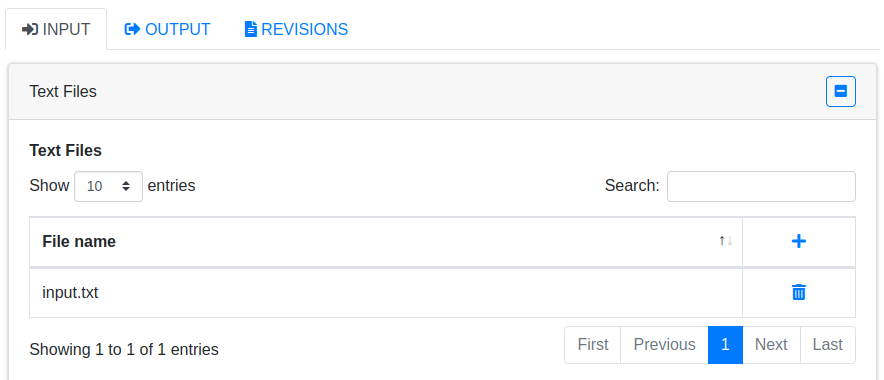 INPUT OUTPUT REVISIONS
Text Files
Text Files
Show 10 entries Search:
File name
input.txt
Showing 1 to 1 of 1 entries First Previous 1 Next Last